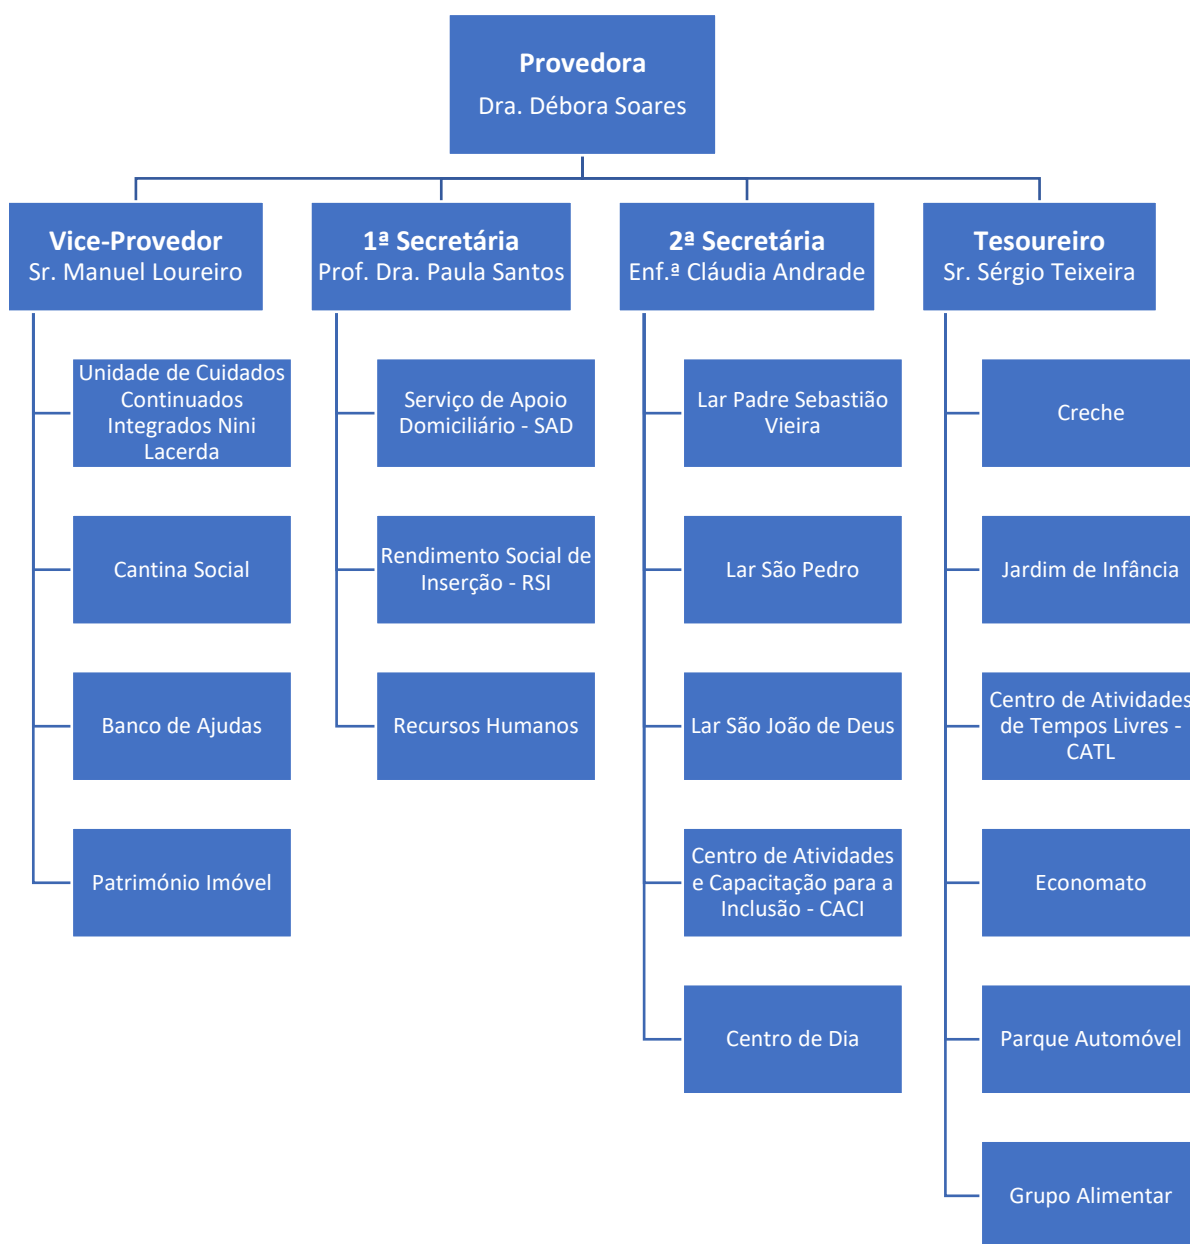 Provedora
Dra. Débora Soares
Vice-Provedor
Sr. Manuel Loureiro
1ª Secretária
Prof. Dra. Paula Santos
2ª Secretária
Enf.ª Cláudia Andrade
Tesoureiro
Sr. Sérgio Teixeira
Unidade de Cuidados
Continuados
Integrados Nini
Lacerda
Cantina Social
Banco de Ajudas
Património Imóvel
Serviço de Apoio
Domiciliário - SAD
Rendimento Social de
Inserção - RSI
Recursos Humanos
Lar Padre Sebastião
Vieira
Lar São Pedro
Lar São João de Deus
Centro de Atividades
e Capacitação para a
Inclusão - CACI
Centro de Dia
Creche
Jardim de Infância
Centro de Atividades
de Tempos Livres -
CATL
Economato
Parque Automóvel
Grupo Alimentar